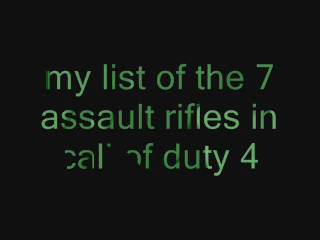 my list of the 7
assault rifles in
call of duty 4